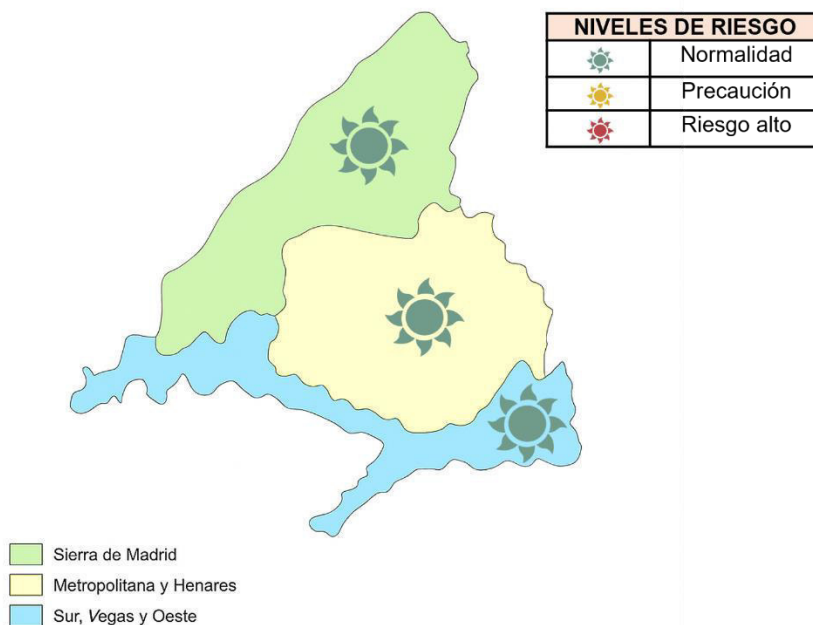 NIVELES DE RIESGO
Normalidad
Precaución
Riesgo alto
Sierra de Madrid
Metropolitana y Henares
Sur, Vegas y Oeste